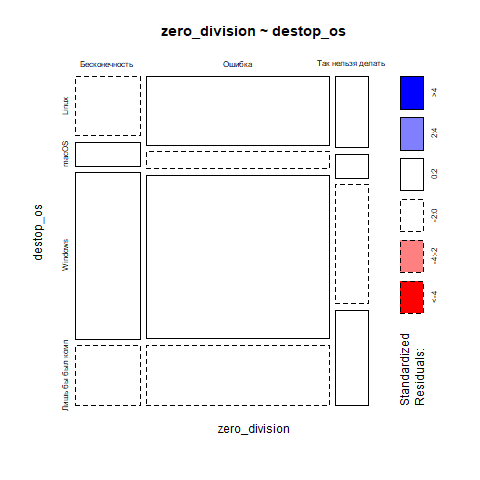 zero_division ~ destop_os
Бесконечность
Ошибка
Так нельзя делать
Linux
macOS
Windows
Лишь бы был комп
destop_os
zero_division
>4
2:4
0:2
-2:0
-4:-2
<-4
Standardized
Residuals: